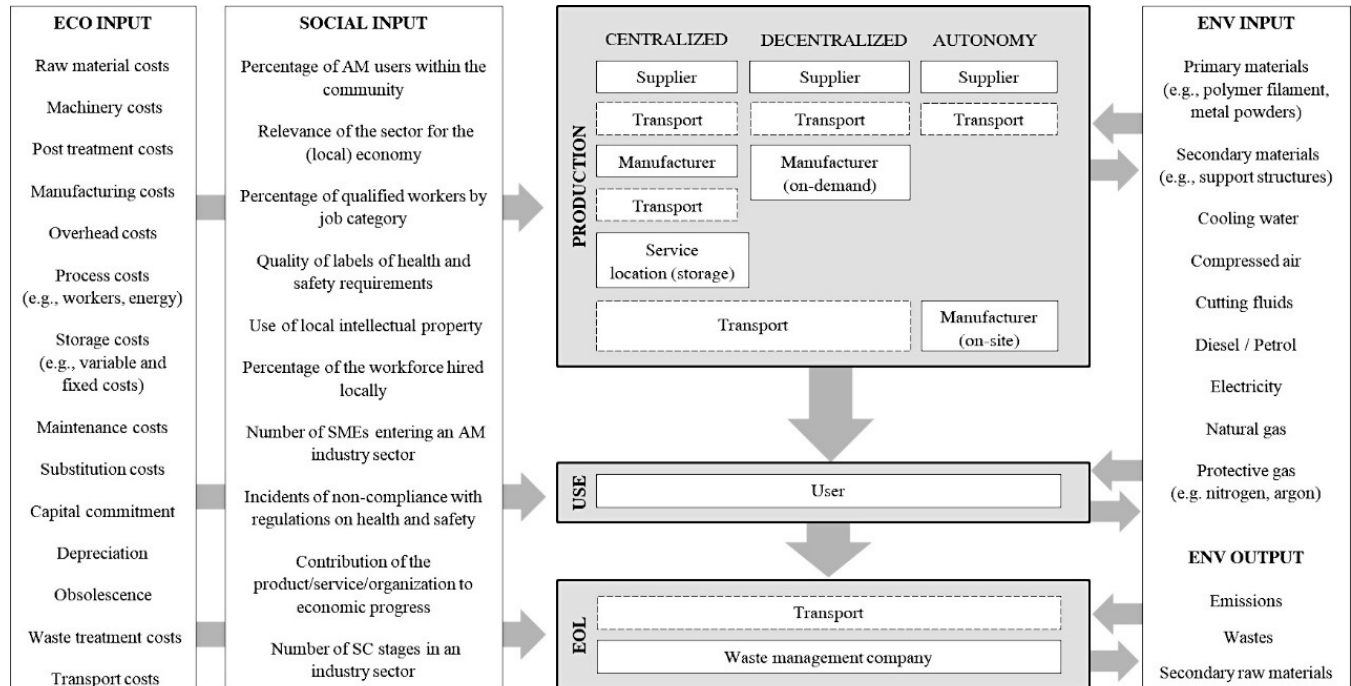 ECO INPUT
Raw material costs
Machinery costs
Post treatment costs
Manufacturing costs
Overhead costs
Process costs
(e.g., workers, energy)
Storage costs
(e.g., variable and
fixed costs)
Maintenance costs
Substitution costs
Capital commitment
Depreciation
Obsolescence
Waste treatment costs
Transport costs
SOCIAL INPUT
Percentage of AM users within the
community
Relevance of the sector for the
(local) economy
Percentage of qualified workers by
job category
Quality of labels of health and
safety requirements
Use of local intellectual property
Percentage of the workforce hired
locally
Number of SMEs entering an AM
industry sector
Incidents of non-compliance with
regulations on health and safety
Contribution of the
product/service/organization to
economic progress
Number of SC stages in an
industry sector
PRODUCTION
CENTRALIZED
Supplier
Transport
Manufacturer
Transport
Service
location (storage)
DECENTRALIZED
Supplier
Transport
Manufacturer
(on-demand)
Transport
AUTONOMY
Supplier
Transport
Manufacturer
(on-site)
USE
User
EOL
Transport
Waste management company
ENV INPUT
Primary materials
(e.g., polymer filament,
metal powders)
Secondary materials
(e.g., support structures)
Cooling water
Compressed air
Cutting fluids
Diesel / Petrol
Electricity
Natural gas
Protective gas
(e.g. nitrogen, argon)
ENV OUTPUT
Emissions
Wastes
Secondary raw materials